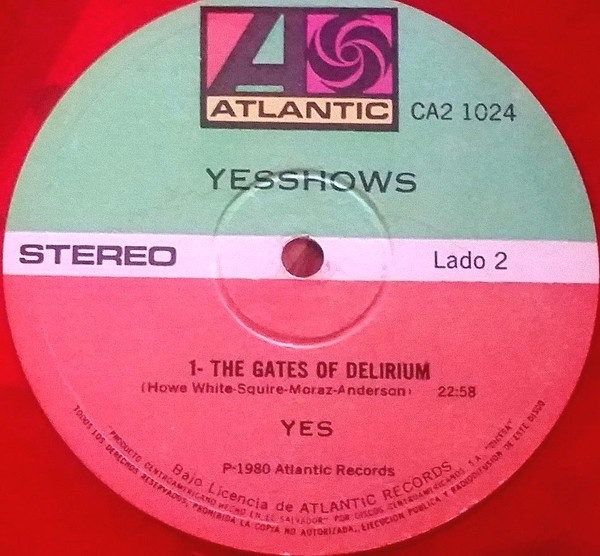 ATLANTIC
CA2 1024
YESSHOWS
STEREO
Lado 2
1- THE GATES OF DELIRIUM
(Howe White-Squire-Moraz-Anderson) 22:58
YES
P-1980 Atlantic Records
Bajo Licencia de ATLANTIC RECORDS
"PRODUCTO CENTROAMERICANO HECHO EN EL SALVADOR" POR DISCOS CENTROAMERICANOS, S.A. "DICESA"
TODOS LOS DERECHOS RESERVADOS, PROHIBIDA LA COPIA NO AUTORIZADA, EJECUCION PUBLICA Y RADIODIFUSION DE ESTE DISCO